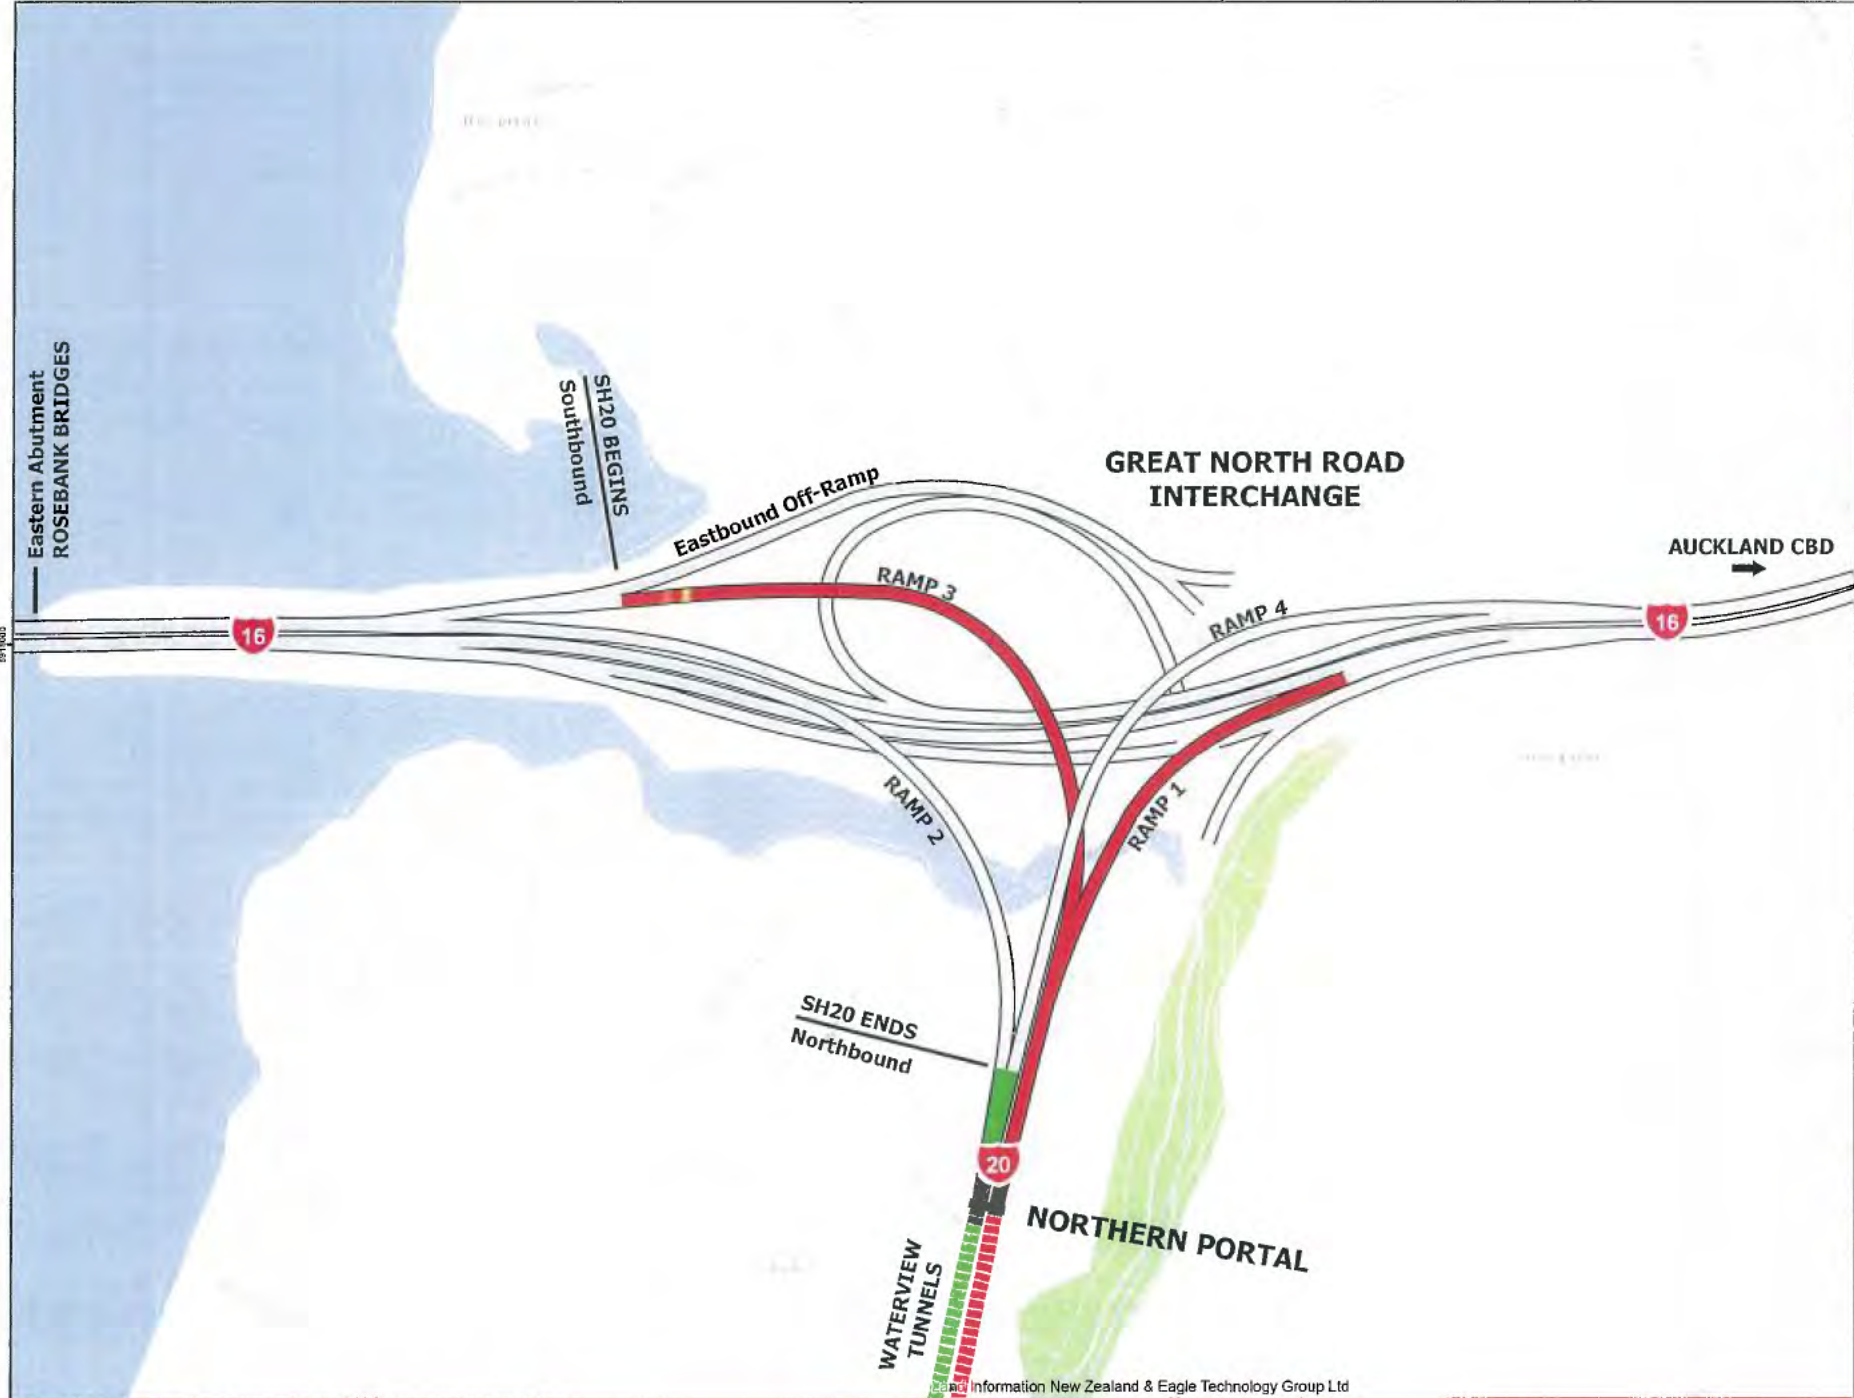 Eastern Abutment
ROSEBANK BRIDGES
SH20 BEGINS
Southbound
Eastbound Off-Ramp
GREAT NORTH ROAD
INTERCHANGE
AUCKLAND CBD
RAMP 3
RAMP 4
16
16
RAMP 2
RAMP 1
SH20 ENDS
Northbound
20
NORTHERN PORTAL
WATERVIEW
TUNNELS
Land Information New Zealand & Eagle Technology Group Ltd